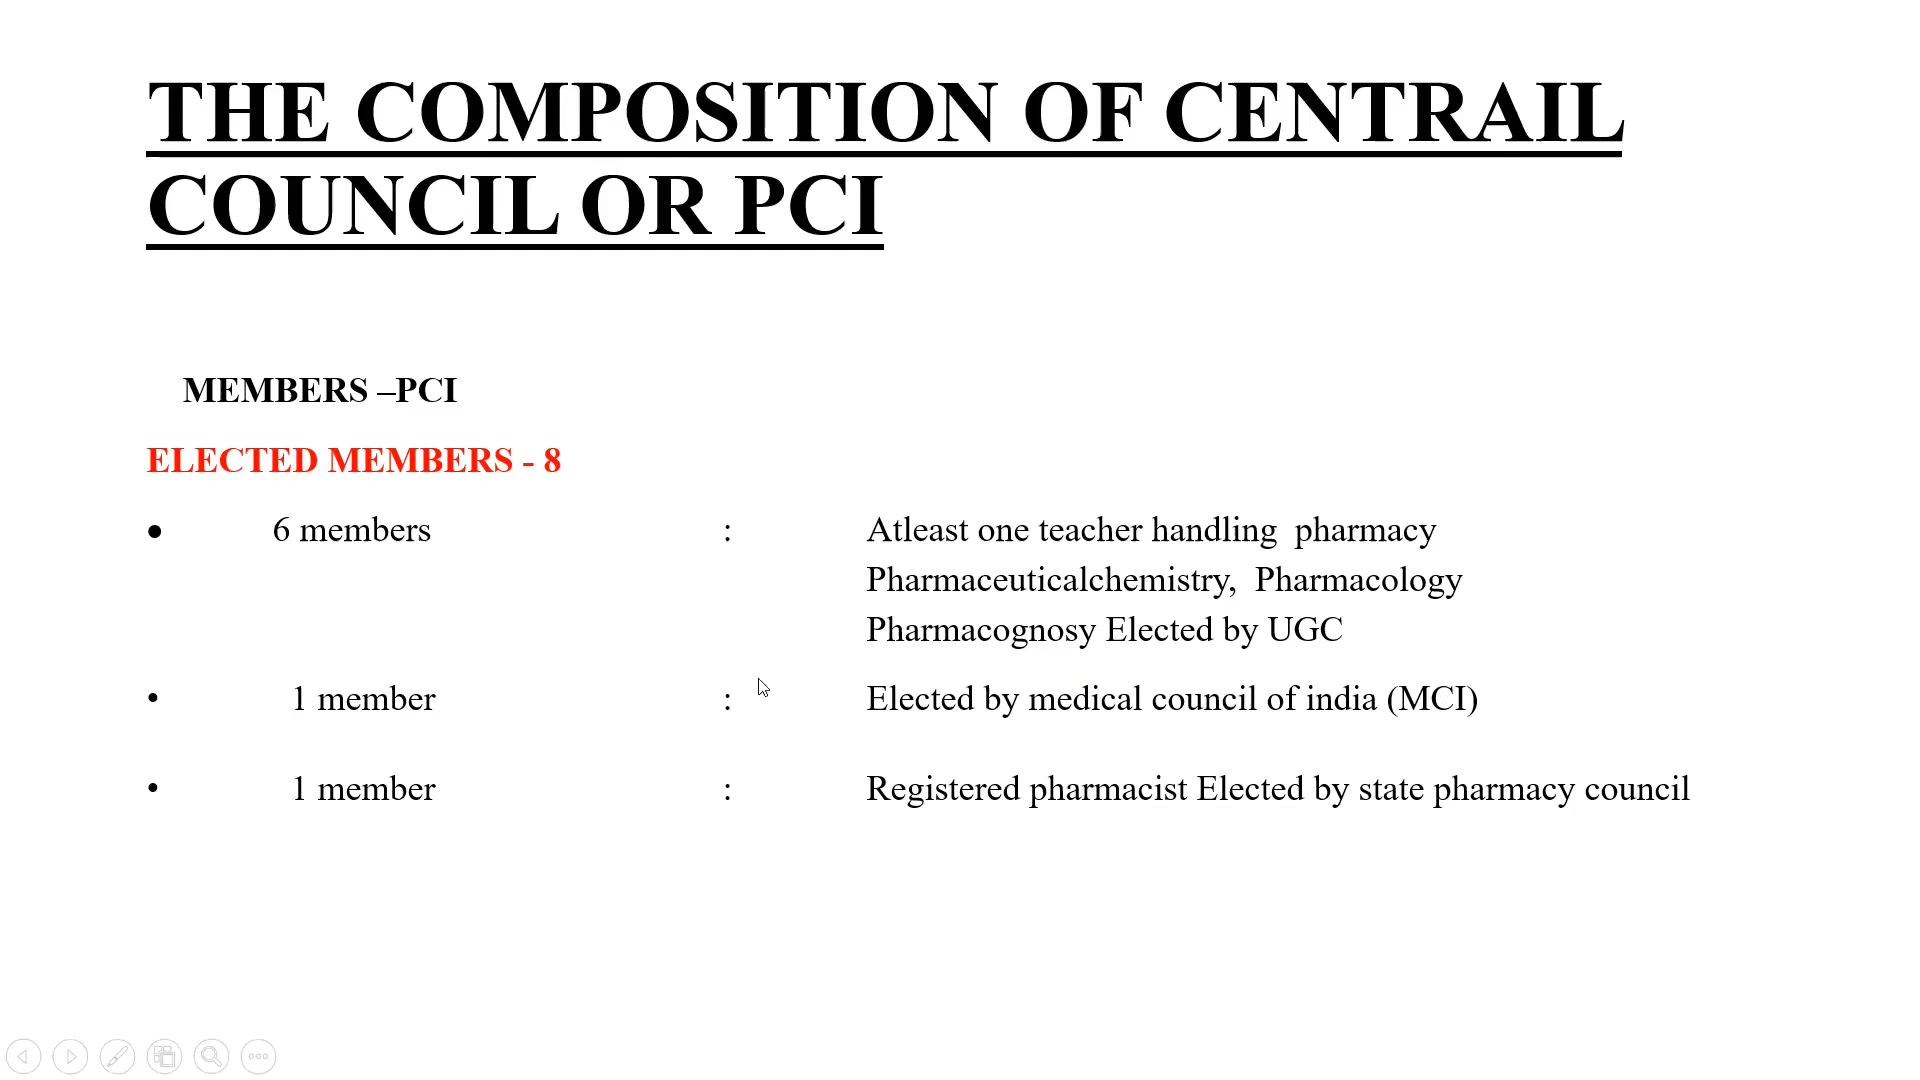 THE COMPOSITION OF CENTRAIL
COUNCIL OR PCI
MEMBERS –PCI
ELECTED MEMBERS - 8
• 6 members : Atleast one teacher handling pharmacy
Pharmaceuticalchemistry, Pharmacology
Pharmacognosy Elected by UGC
• 1 member : Elected by medical council of india (MCI)
• 1 member : Registered pharmacist Elected by state pharmacy council